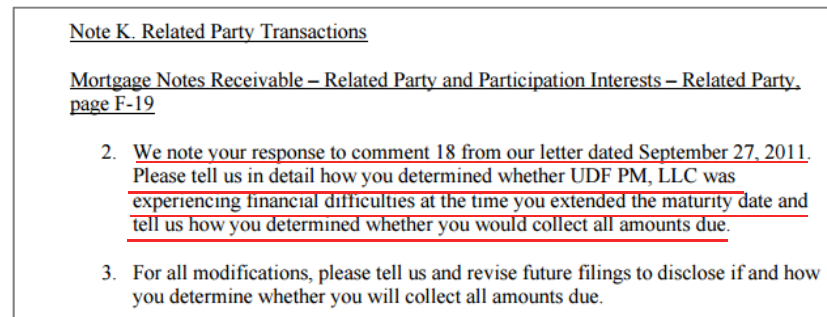 Note K. Related Party Transactions
Mortgage Notes Receivable – Related Party and Participation Interests – Related Party,
page F-19
2. We note your response to comment 18 from our letter dated September 27, 2011.
Please tell us in detail how you determined whether UDF PM, LLC was
experiencing financial difficulties at the time you extended the maturity date and
tell us how you determined whether you would collect all amounts due.
3. For all modifications, please tell us and revise future filings to disclose if and how
you determine whether you will collect all amounts due.